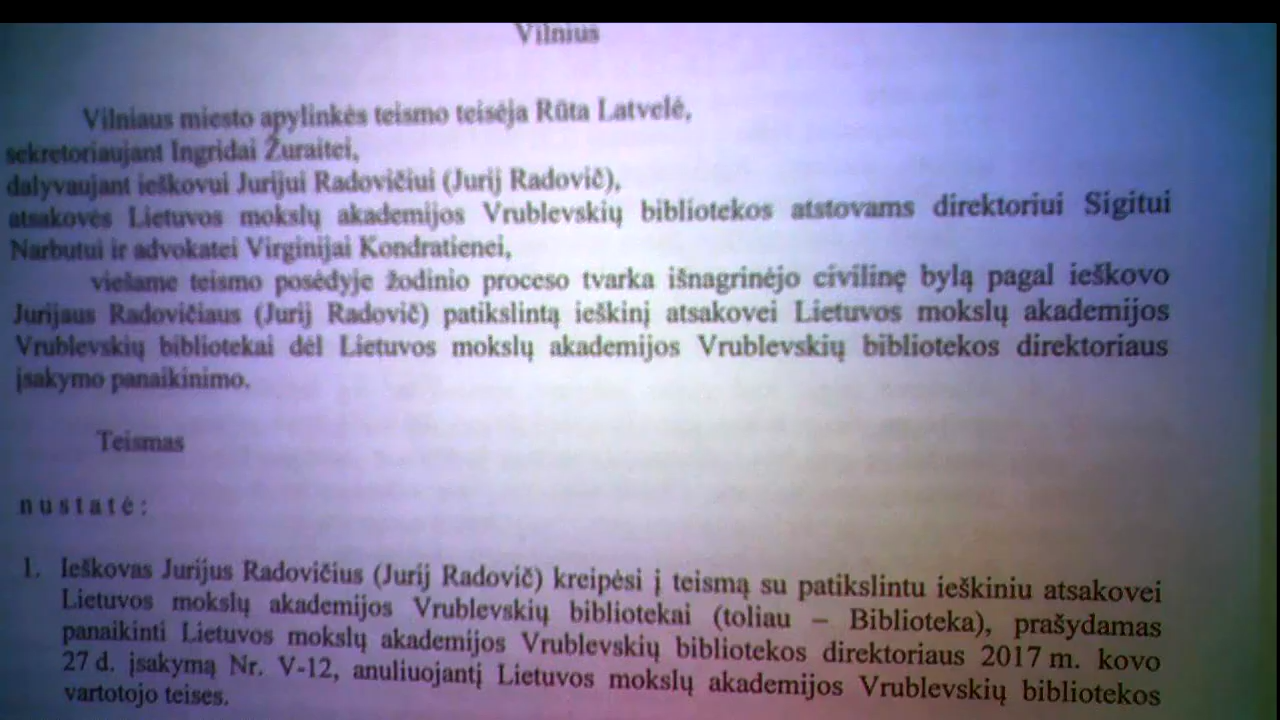 Vilnius
Vilniaus miesto apylinkės teismo teisėja Rūta Latvelė,
sekretoriaujant Ingridai Žuraitei,
dalyvaujant ieškovui Jurijui Radovičiui (Jurij Radovič),
atsakovės Lietuvos mokslų akademijos Vrublevskių bibliotekos atstovams direktoriui Sigitui
Narbutui ir advokatei Virginijai Kondratienei,
viešame teismo posėdyje žodinio proceso tvarka išnagrinėjo civilinę bylą pagal ieškovo
Jurijaus Radovičiaus (Jurij Radovič) patikslintą ieškinį atsakovei Lietuvos mokslų akademijos
Vrublevskių bibliotekai dėl Lietuvos mokslų akademijos Vrublevskių bibliotekos direktoriaus
įsakymo panaikinimo.
Teismas
nustatė:
1. Ieškovas Jurijus Radovičius (Jurij Radovič) kreipėsi į teismą su patikslintu ieškiniu atsakovei
Lietuvos mokslų akademijos Vrublevskių bibliotekai (toliau – Biblioteka), prašydamas
panaikinti Lietuvos mokslų akademijos Vrublevskių bibliotekos direktoriaus 2017 m. kovo
27 d. įsakymą Nr. V-12, anuliuojantį Lietuvos mokslų akademijos Vrublevskių bibliotekos
vartotojo teises.